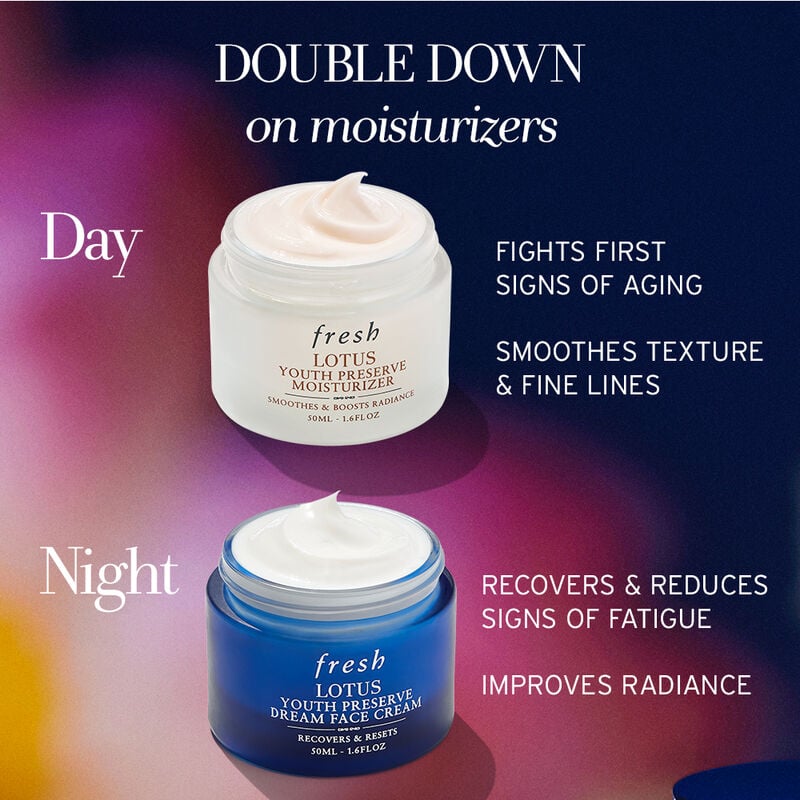 DOUBLE DOWN
on moisturizers
Day
fresh
LOTUS
YOUTH PRESERVE
MOISTURIZER
SMOOTHES & BOOSTS RADIANCE
50ML - 1.6FLOZ
FIGHTS FIRST
SIGNS OF AGING
SMOOTHES TEXTURE
& FINE LINES
Night
fresh
LOTUS
YOUTH PRESERVE
DREAM FACE CREAM
RECOVERS & RESETS
50ML - 1.6FLOZ
RECOVERS & REDUCES
SIGNS OF FATIGUE
IMPROVES RADIANCE